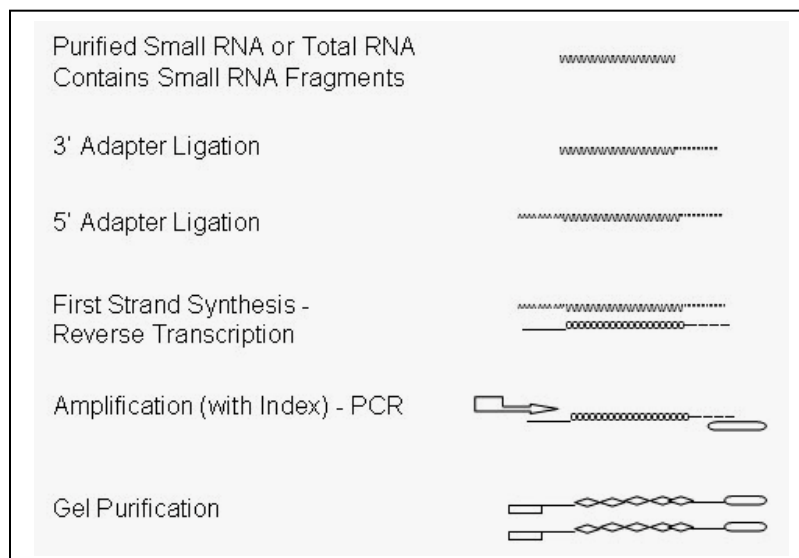 Purified Small RNA or Total RNA
Contains Small RNA Fragments
3' Adapter Ligation
5' Adapter Ligation
First Strand Synthesis -
Reverse Transcription
Amplification (with Index) - PCR
Gel Purification